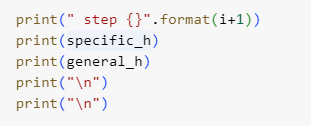 print(" step {}".format(i+1))
print(specific_h)
print(general_h)
print("\n")
print("\n")